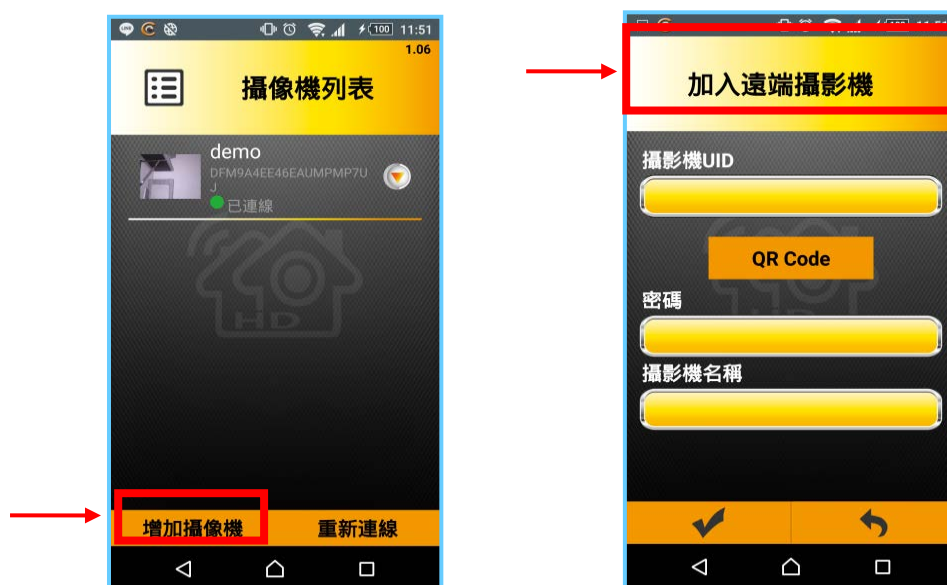 100 11:51
1.06
攝像機列表
demo
DFM9A4EE46EAUMPMP7U
J
已連線
HD
增加攝像機
重新連線
加入遠端攝影機
攝影機UID
QR Code
密碼
攝影機名稱